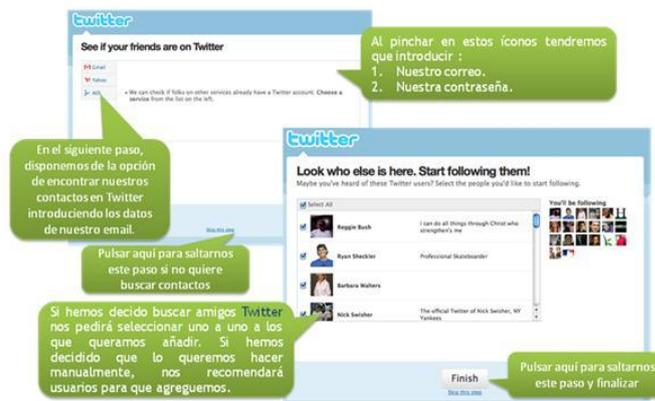 twitter
See if your friends are on Twitter
Gmail
Yahoo
AOL
• We can check if folks on other services already have a Twitter account. Choose a
service from the list on the left.
Skip this step
Al pinchar en estos íconos tendremos
que introducir :
1. Nuestro correo.
2. Nuestra contraseña.
En el siguiente paso,
disponemos de la opción
de encontrar nuestros
contactos en Twitter
introduciendo los datos
de nuestro email.
Pulsar aquí para saltarnos
este paso si no quiere
buscar contactos
twitter
Look who else is here. Start following them!
Maybe you've heard of these Twitter users? Select the people you'd like to start following.
Select All
You'll be following
Reggie Bush
I can do all things through Christ who
strengthen's me
Ryan Sheckler
Professional Skateboarder
Barbara Walters
Nick Swisher
The official Twitter of Nick Swisher, NY
Yankees
Si hemos decido buscar amigos Twitter
nos pedirá seleccionar uno a uno a los
que queramos añadir. Si hemos
decidido que lo queremos hacer
manualmente, nos recomendará
usuarios para que agreguemos.
Finish
Skip this step
Pulsar aquí para saltarnos
este paso y finalizar